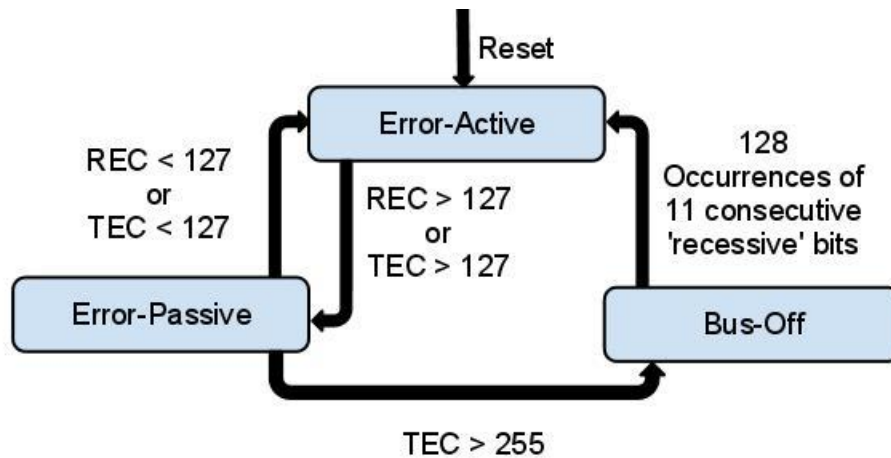 Reset
Error-Active
REC < 127
or
TEC < 127
REC > 127
or
TEC > 127
128
Occurrences of
11 consecutive
'recessive' bits
Error-Passive
Bus-Off
TEC > 255